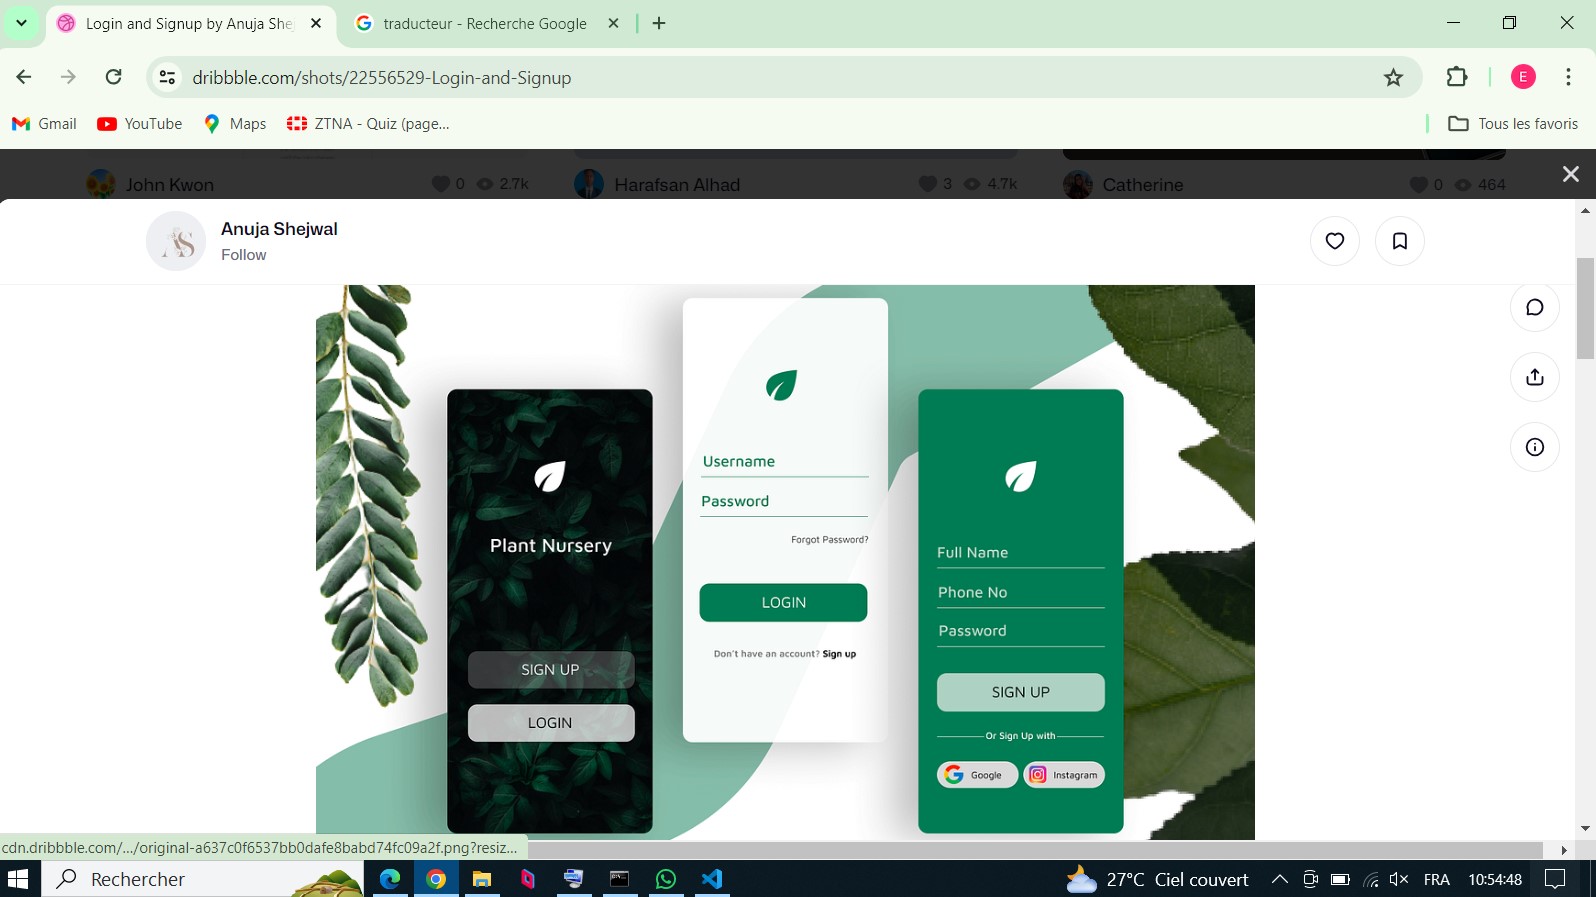 Login and Signup by Anuja She
traducteur - Recherche Google
dribbble.com/shots/22556529-Login-and-Signup
E
Gmail
YouTube
Maps
ZTNA - Quiz (page...
Tous les favoris
John Kwon
0
2.7k
Harafsan Alhad
3
4.7k
Catherine
0
464
AS
Anuja Shejwal
Follow
Plant Nursery
SIGN UP
LOGIN
Username
Password
Forgot Password?
LOGIN
Don't have an account? Sign up
Full Name
Phone No
Password
SIGN UP
Or Sign Up with
Google
Instagram
cdn.dribbble.com/.../original-a637c0f6537bb0dafe8babd74fc09a2f.png?resiz...
Rechercher
27°C Ciel couvert
FRA
10:54:48